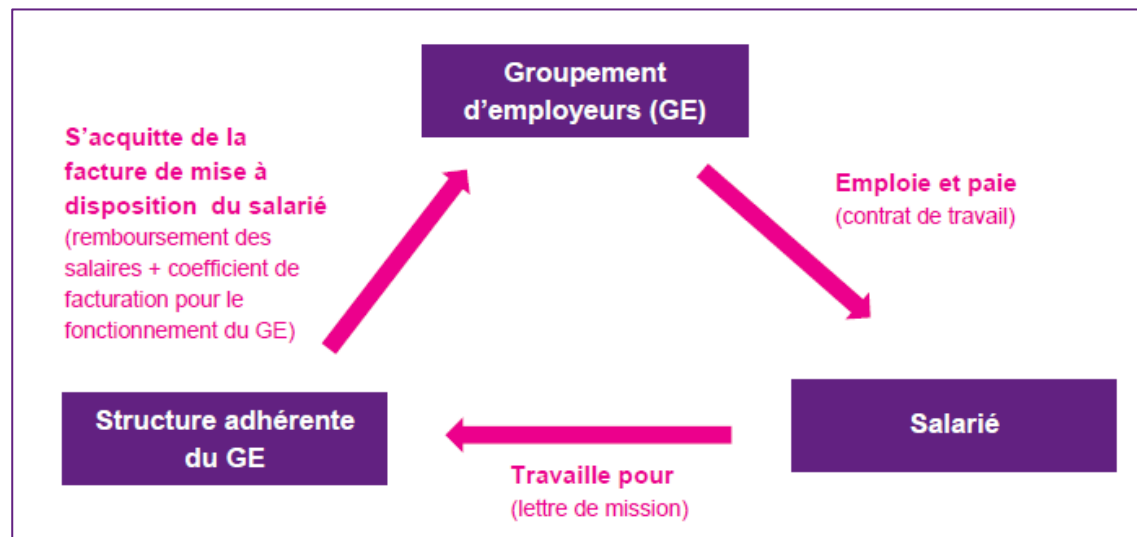 Groupement
d'employeurs (GE)
S'acquitte de la
facture de mise à
disposition du salarié
(remboursement des
salaires + coefficient de
facturation pour le
fonctionnement du GE)
Emploie et paie
(contrat de travail)
Structure adhérente
du GE
Salarié
Travaille pour
(lettre de mission)